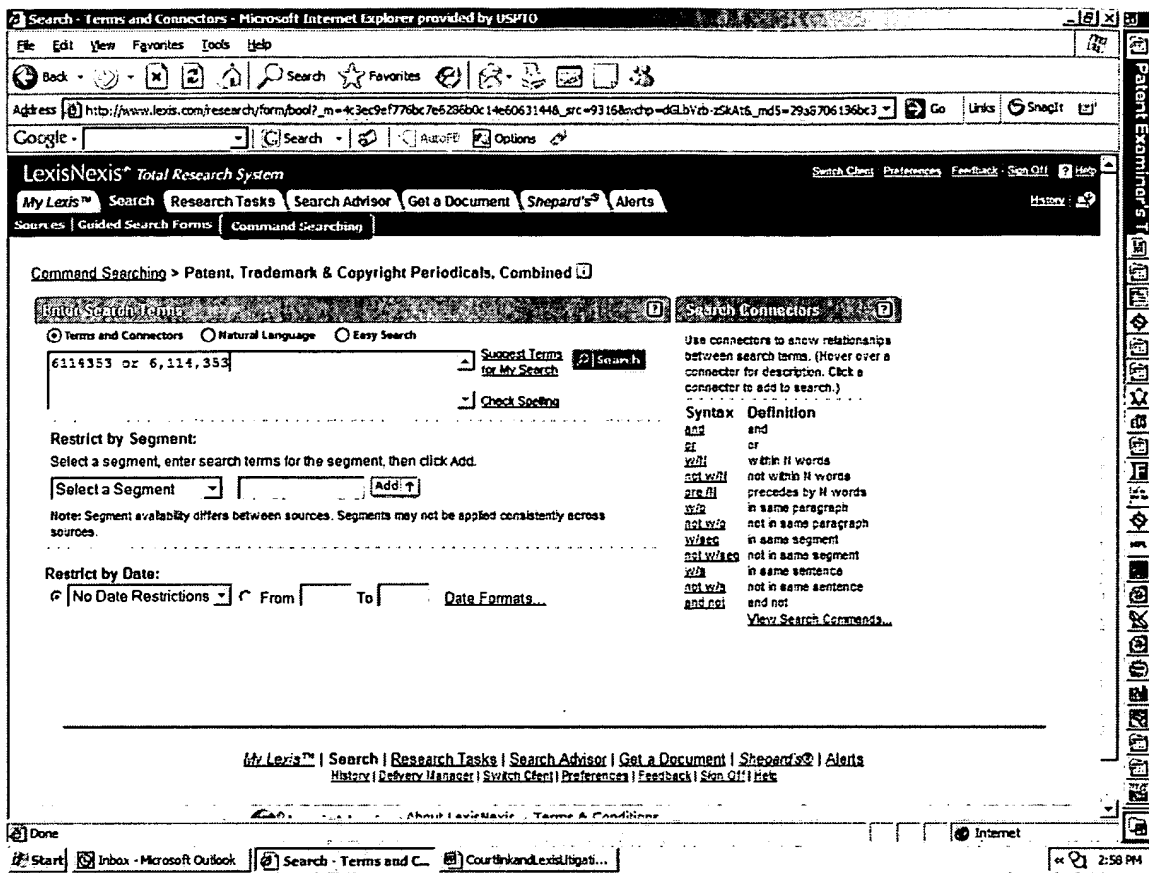 Search - Terms and Connectors - Microsoft Internet Explorer provided by USPTO
File Edit View Favorites Tools Help
Back Search Favorites
Address http://www.lexis.com/research/form/bool?_m= Go Links SnagIt
Google - Search AutoFill Options
LexisNexis Total Research System Switch Client Preferences Feedback Sign Off Help
My Lexis™ Search Research Tasks Search Advisor Get a Document Shepard's® Alerts History
Sources | Guided Search Forms | Command Searching
Patent Examiner's T
Command Searching > Patent, Trademark & Copyright Periodicals, Combined
Enter Search Terms
Terms and Connectors Natural Language Easy Search
6114353 or 6,114,353
Suggest Terms for My Search
Search
Check Spelling
Restrict by Segment:
Select a segment, enter search terms for the segment, then click Add.
Select a Segment Add
Note: Segment availability differs between sources. Segments may not be applied consistently across
sources.
Restrict by Date:
No Date Restrictions From To Date Formats...
Search Connectors
Use connectors to show relationships
between search terms. (Hover over a
connector for description. Click a
connector to add to search.)
Syntax Definition
and and
or or
w/N within N words
not w/N not within N words
pre /N precedes by N words
w/p in same paragraph
not w/p not in same paragraph
w/seg in same segment
not w/seg not in same segment
w/s in same sentence
not w/s not in same sentence
and not and not
View Search Commands...
My Lexis™ | Search | Research Tasks | Search Advisor | Get a Document | Shepard's® | Alerts
History | Delivery Manager | Switch Client | Preferences | Feedback | Sign Off | Help
About LexisNexis Terms & Conditions
Done Internet
Start Inbox - Microsoft Outlook Search - Terms and C... CourtlinkandLexisLitigati... 2:58 PM